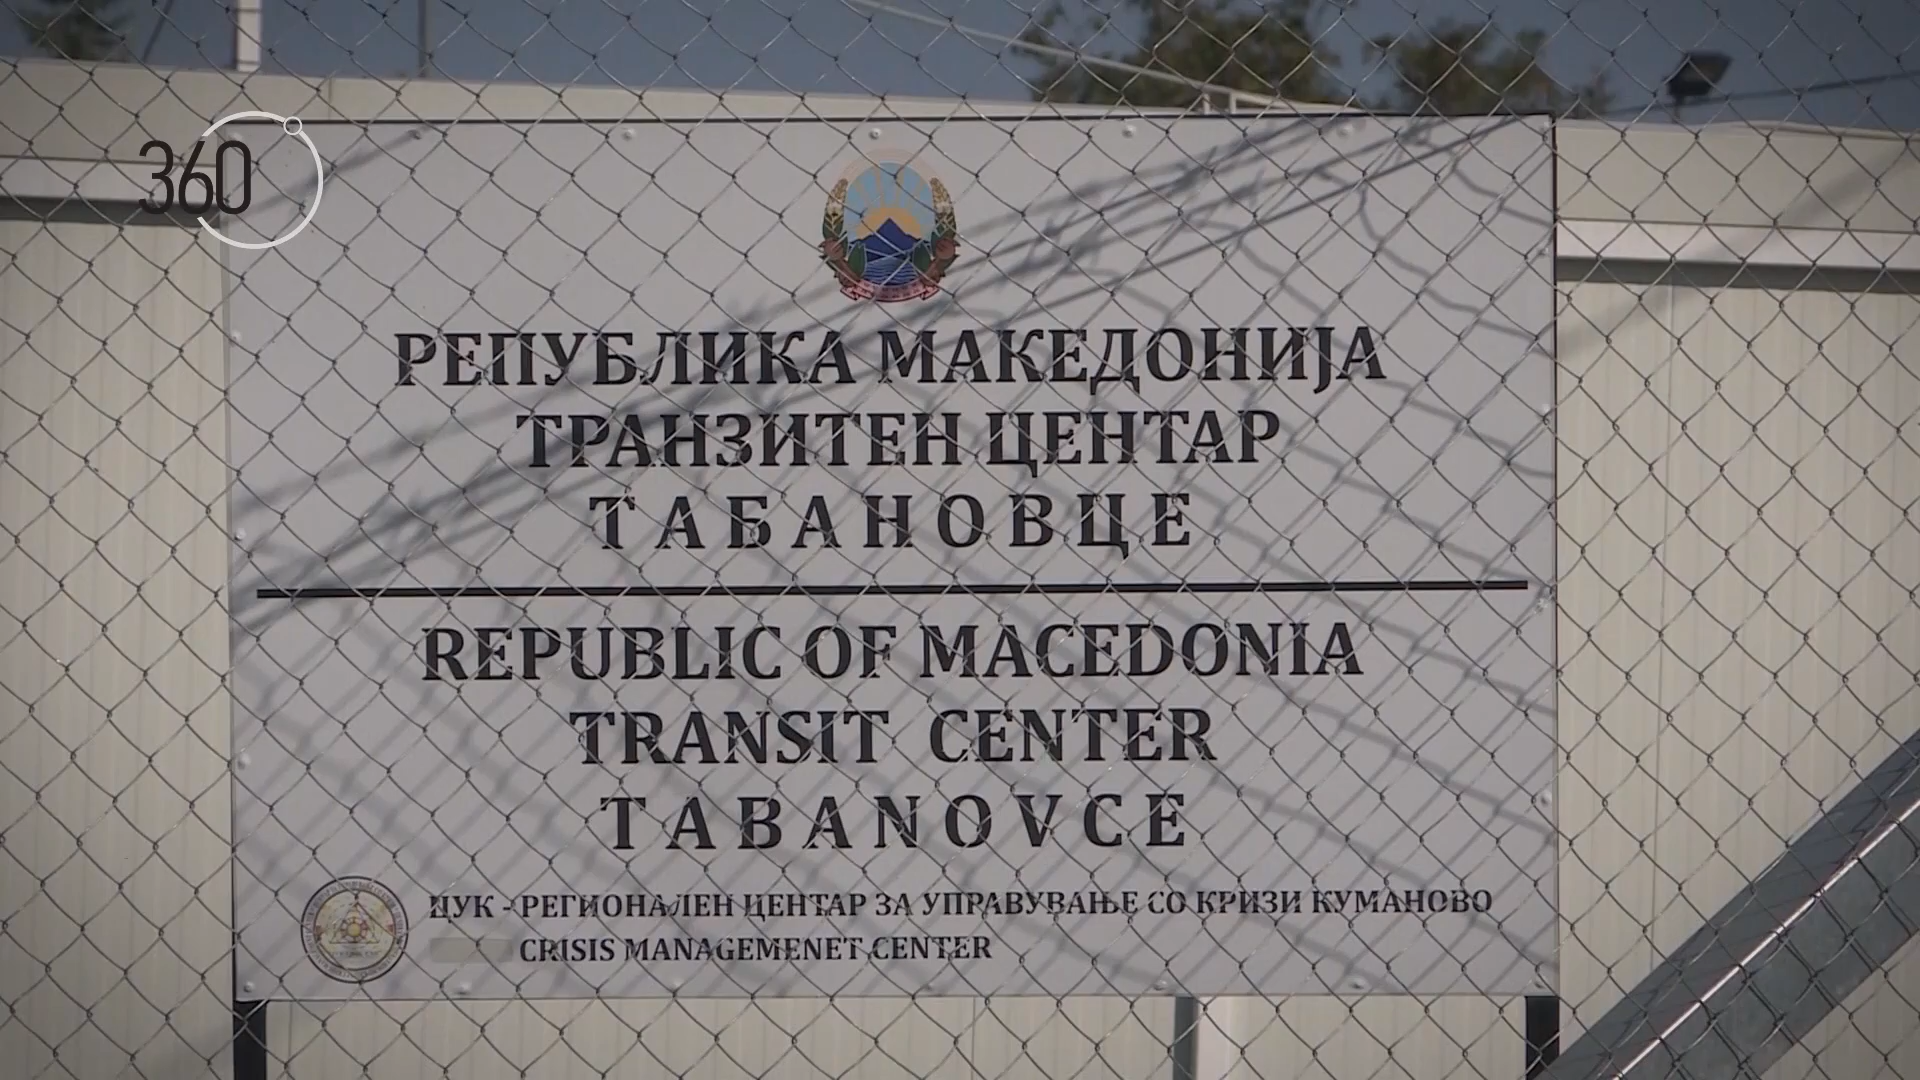 360
РЕПУБЛИКА МАКЕДОНИЈА
ТРАНЗИТЕН ЦЕНТАР
ТАБАНОВЦЕ
REPUBLIC OF MACEDONIA
TRANSIT CENTER
TABANOVCE
ЦУК - РЕГИОНАЛЕН ЦЕНТАР ЗА УПРАВУВАЊЕ СО КРИЗИ КУМАНОВО
CRISIS MANAGEMENET CENTER